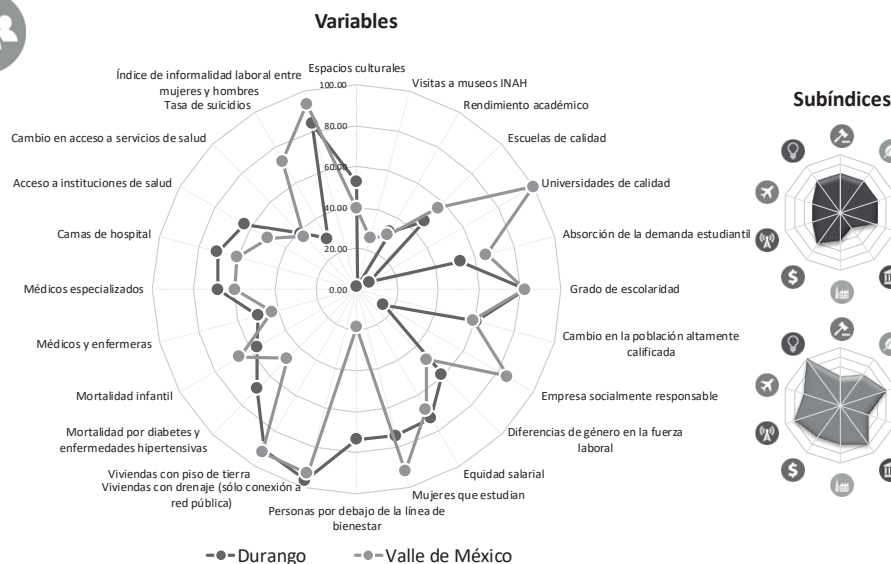 Variables
Espacios culturales
Visitas a museos INAH
Rendimiento académico
Escuelas de calidad
Universidades de calidad
Absorción de la demanda estudiantil
Grado de escolaridad
Cambio en la población altamente
calificada
Empresa socialmente responsable
Diferencias de género en la fuerza
laboral
Equidad salarial
Mujeres que estudian
Personas por debajo de la línea de
bienestar
Viviendas con drenaje (sólo conexión a
red pública)
Viviendas con piso de tierra
Mortalidad por diabetes y
enfermedades hipertensivas
Mortalidad infantil
Médicos y enfermeras
Médicos especializados
Camas de hospital
Acceso a instituciones de salud
Cambio en acceso a servicios de salud
Tasa de suicidios
Índice de informalidad laboral entre
mujeres y hombres
100.00
80.00
60.00
40.00
20.00
0.00
Durango
Valle de México
Subíndices
$
$